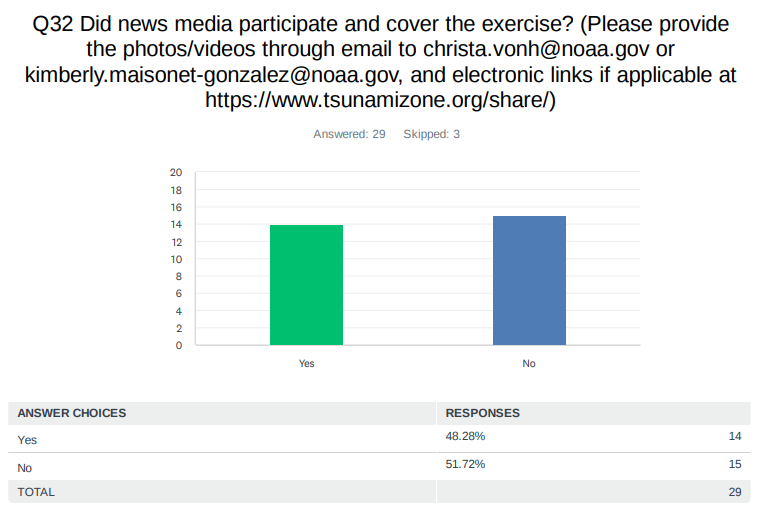 Q32 Did news media participate and cover the exercise? (Please provide
the photos/videos through email to christa.vonh@noaa.gov or
kimberly.maisonet-gonzalez@noaa.gov, and electronic links if applicable at
https://www.tsunamizone.org/share/)
Answered: 29 Skipped: 3
20
18
16
14
12
10
8
6
4
2
0
Yes No
ANSWER CHOICES RESPONSES
Yes 48.28% 14
No 51.72% 15
TOTAL 29